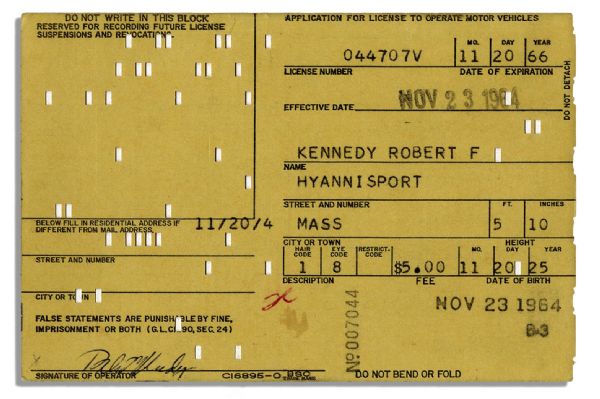 DO NOT WRITE IN THIS BLOCK
RESERVED FOR RECORDING FUTURE LICENSE
SUSPENSIONS AND REVOCATIONS.
BELOW FILL IN RESIDENTIAL ADDRESS IF
DIFFERENT FROM MAIL ADDRESS.
11/20/4
STREET AND NUMBER
CITY OR TOWN
FALSE STATEMENTS ARE PUNISHABLE BY FINE,
IMPRISONMENT OR BOTH (G.L. C. 90, SEC. 24)
SIGNATURE OF OPERATOR
C16895-0 BSC
APPLICATION FOR LICENSE TO OPERATE MOTOR VEHICLES
MO. DAY YEAR
044707V 11 20 66
LICENSE NUMBER DATE OF EXPIRATION
DO NOT DETACH
EFFECTIVE DATE NOV 23 1964
KENNEDY ROBERT F
NAME
HYANNISPORT
STREET AND NUMBER FT. INCHES
MASS 5 10
CITY OR TOWN HEIGHT
HAIR CODE EYE CODE RESTRICT. CODE MO. DAY YEAR
1 8 $5.00 11 20 25
DESCRIPTION FEE DATE OF BIRTH
No 007044
NOV 23 1964
B-3
DO NOT BEND OR FOLD